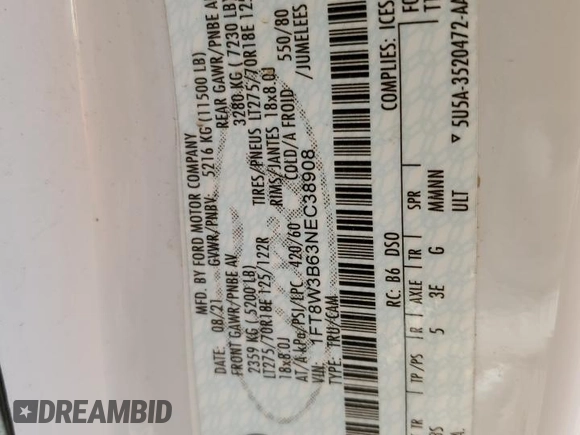 MFD. BY FORD MOTOR COMPANY
DATE: 08/21 GVWR/PNBV: 5216 KG (11500 LB)
FRONT GAWR/PNBE AV REAR GAWR/PNBE AV
2359 KG ( 5200 LB) 3280 KG ( 7230 LB
LT275/70R18E 125/122R TIRES/PNEUS LT275/70R18E 125
18x8.0J RIMS/JANTES 18x8.0J
AT/A kPa/PSI/LPC 420/60 COLD/A FROID 550/80
VIN: 1FT8W3B63NEC38908 /JUMELEES
TYPE: TRU/CAM
COMPLIES: ICES
RC: B6 DSO
TR TP/PS R AXLE TR SPR
5 3E G MMNNN
ULT
5U5A-3520472-AA
DREAMBID